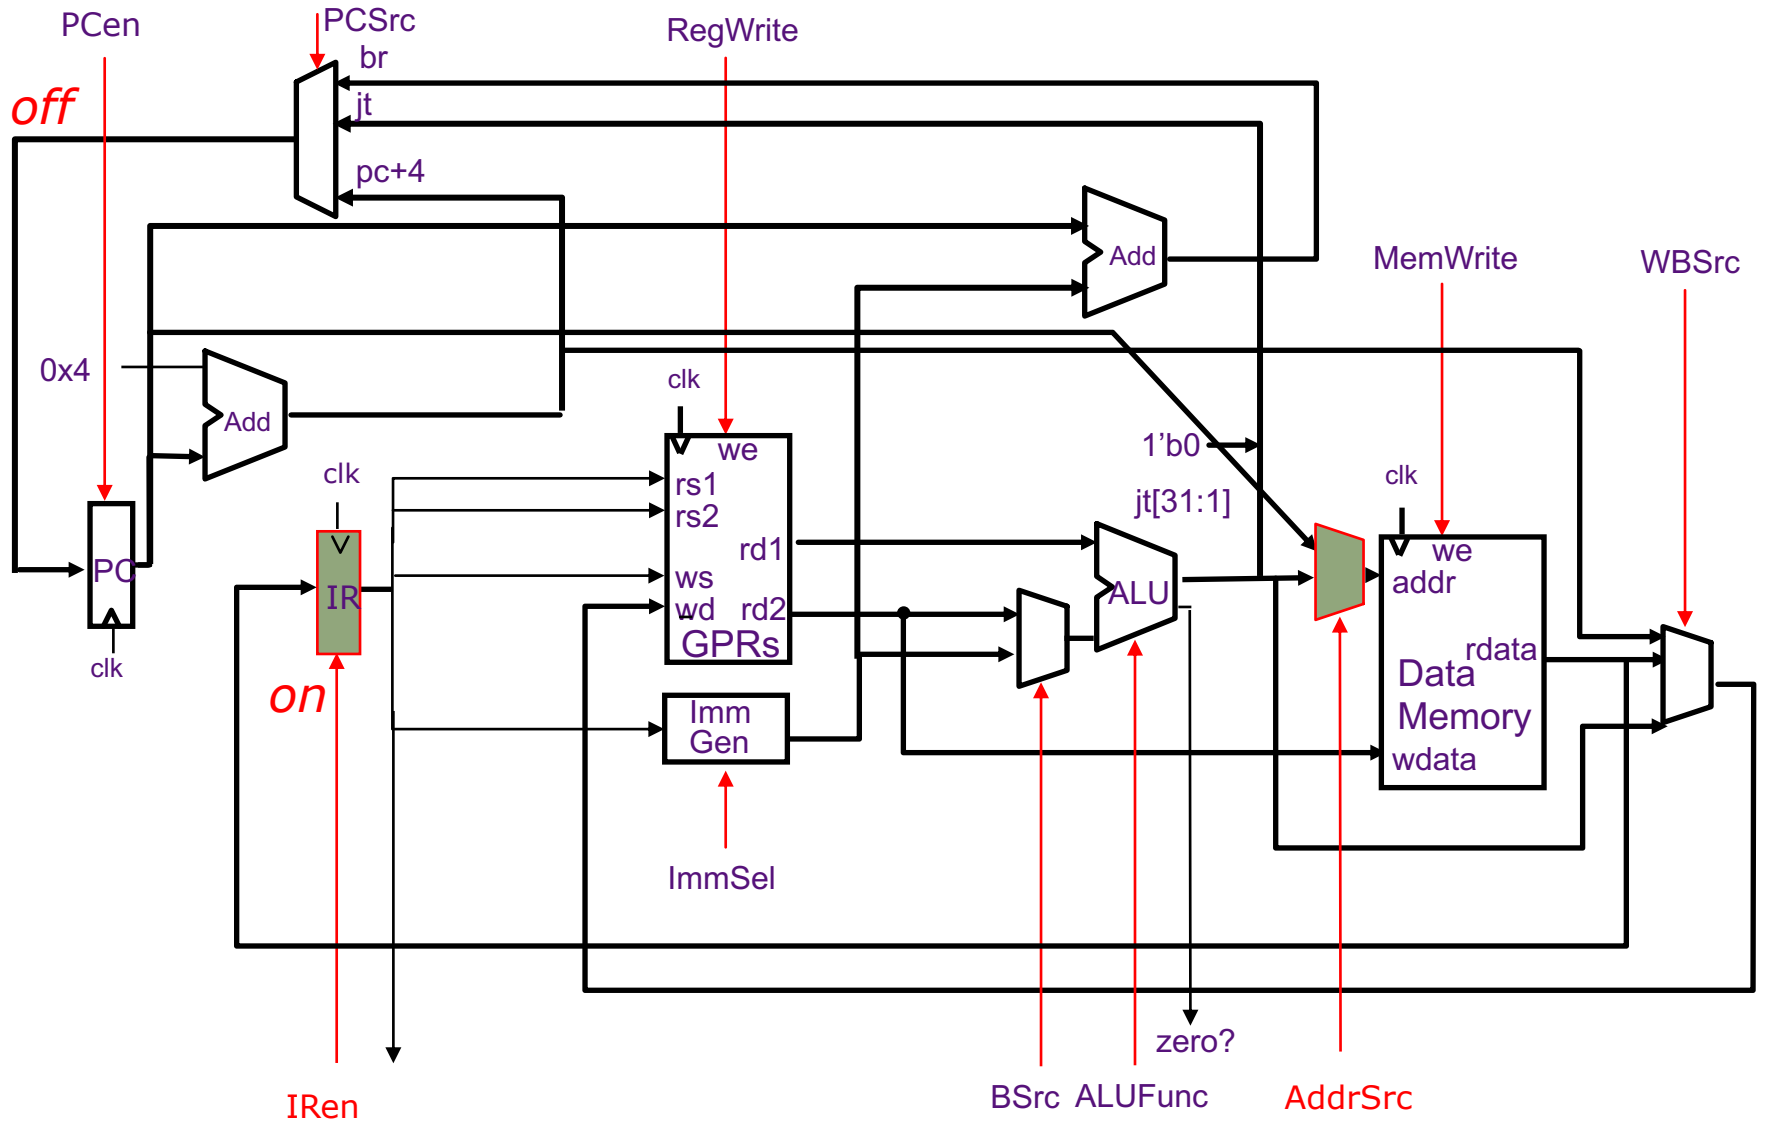 PCen
PCSrc
RegWrite
br
off
jt
pc+4
Add
MemWrite
WBSrc
0x4
clk
Add
1'b0
clk
we
clk
jt[31:1]
rs1
rs2
rd1
we
addr
PC
IR
ws
ALU
wd
rd2
GPRs
rdata
clk
on
Data
Memory
Imm
Gen
wdata
ImmSel
zero?
IRen
BSrc
ALUFunc
AddrSrc